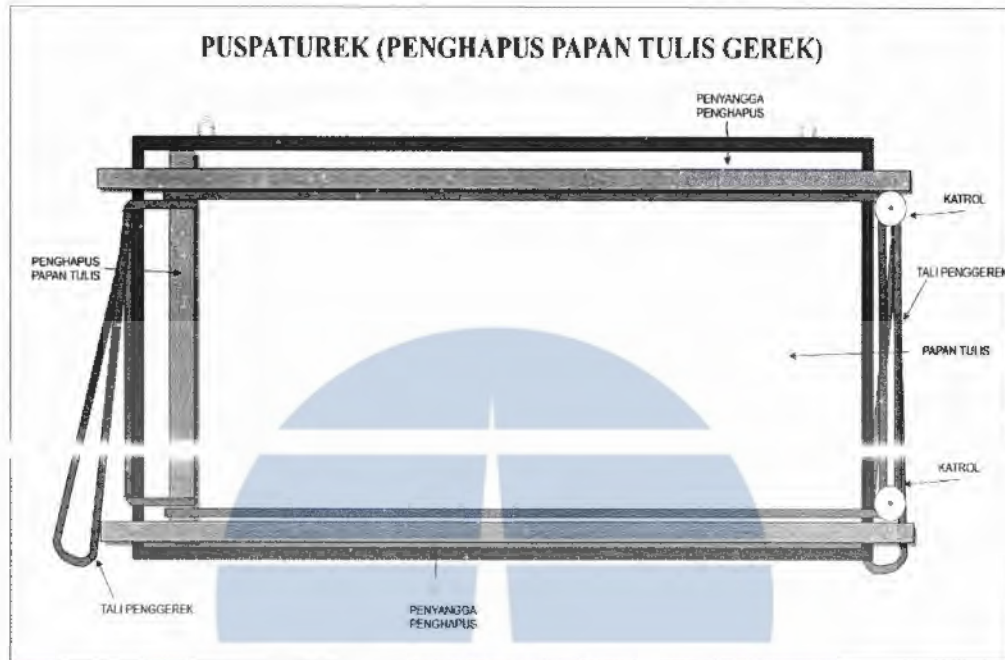 PUSPATUREK (PENGHAPUS PAPAN TULIS GEREK)
PENYANGGA
PENGHAPUS
KATROL
PENGHAPUS
PAPAN TULIS
TALI PENGGEREK
PAPAN TULIS
KATROL
TALI PENGGEREK
PENYANGGA
PENGHAPUS